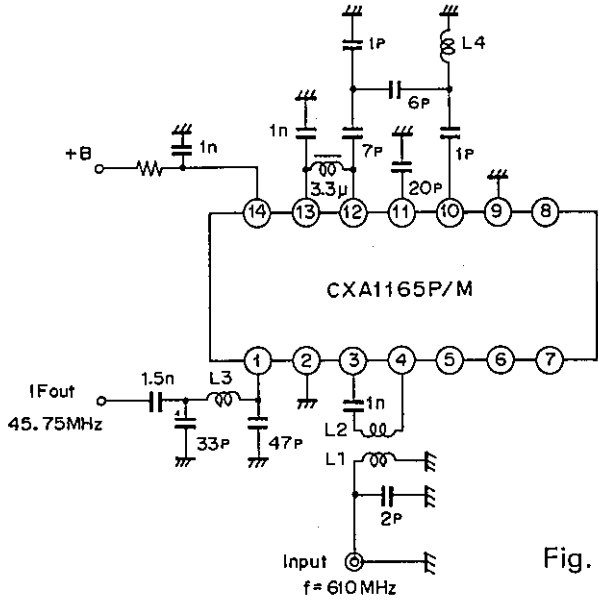 1P
L4
6P
1n
1n
7P
1P
+B
3.3μ
20P
14
13
12
11
10
9
8
CXA1165P/M
1
2
3
4
5
6
7
1.5n
L3
1n
IFout
45.75MHz
33P
47P
L2
L1
2P
Input
f=610MHz
Fig.